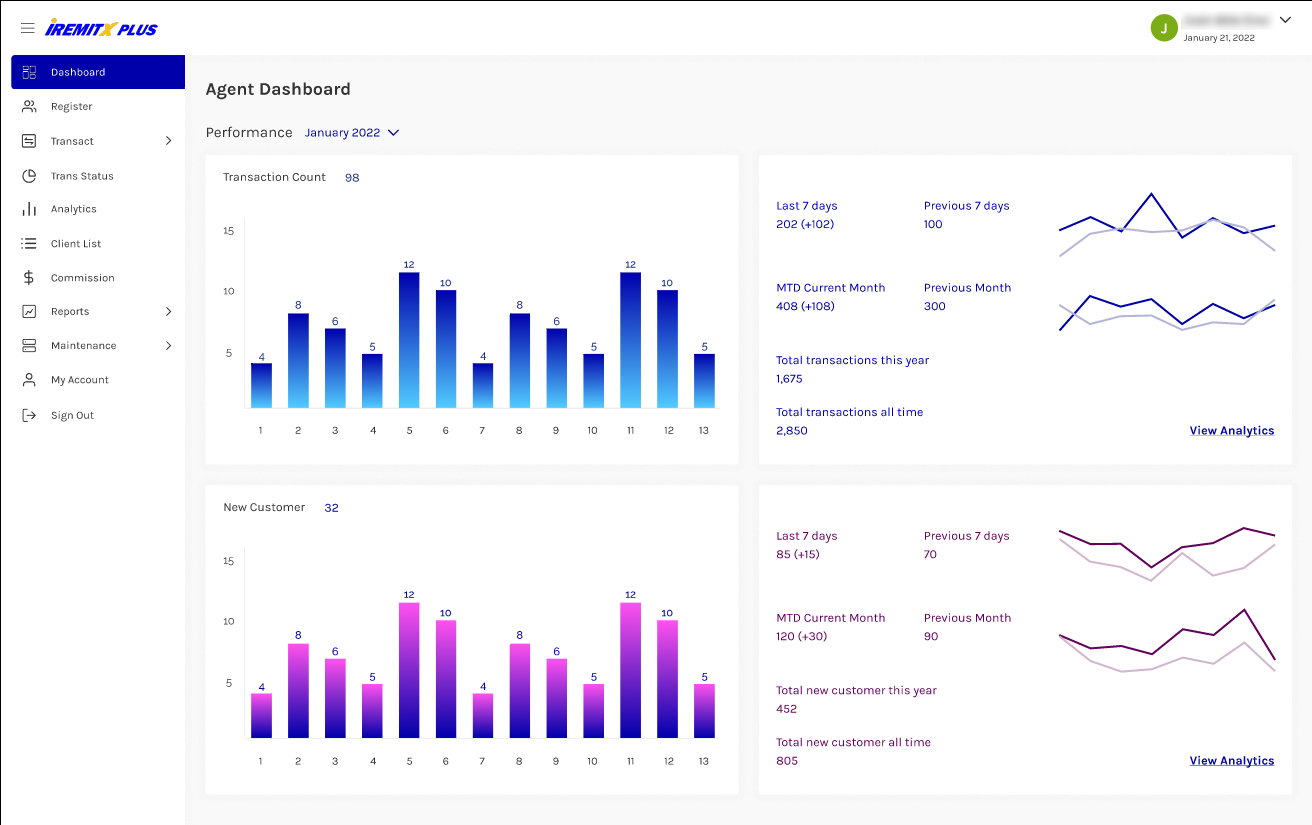 iREMITX PLUS
J
January 21, 2022
Dashboard
Register
Transact
Trans Status
Analytics
Client List
Commission
Reports
Maintenance
My Account
Sign Out
Agent Dashboard
Performance January 2022
Transaction Count 98
15
10
5
4 8 6 5 12 10 4 8 6 5 12 10 5
1 2 3 4 5 6 7 8 9 10 11 12 13
Last 7 days Previous 7 days
202 (+102) 100
MTD Current Month Previous Month
408 (+108) 300
Total transactions this year
1,675
Total transactions all time
2,850
View Analytics
New Customer 32
15
10
5
4 8 6 5 12 10 4 8 6 5 12 10 5
1 2 3 4 5 6 7 8 9 10 11 12 13
Last 7 days Previous 7 days
85 (+15) 70
MTD Current Month Previous Month
120 (+30) 90
Total new customer this year
452
Total new customer all time
805
View Analytics